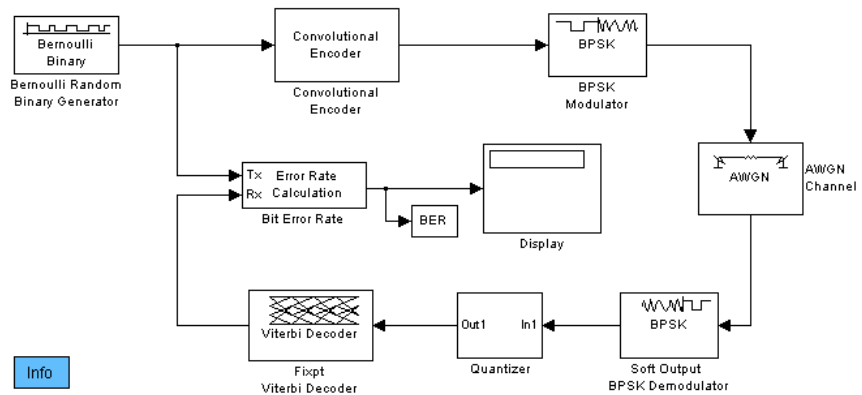 Bernoulli
Binary
Bernoulli Random
Binary Generator
Convolutional
Encoder
Convolutional
Encoder
BPSK
BPSK
Modulator
AWGN
AWGN
Channel
Tx
Rx
Error Rate
Calculation
Bit Error Rate
BER
Display
Viterbi Decoder
Fixpt
Viterbi Decoder
Out1
In1
Quantizer
BPSK
Soft Output
BPSK Demodulator
Info